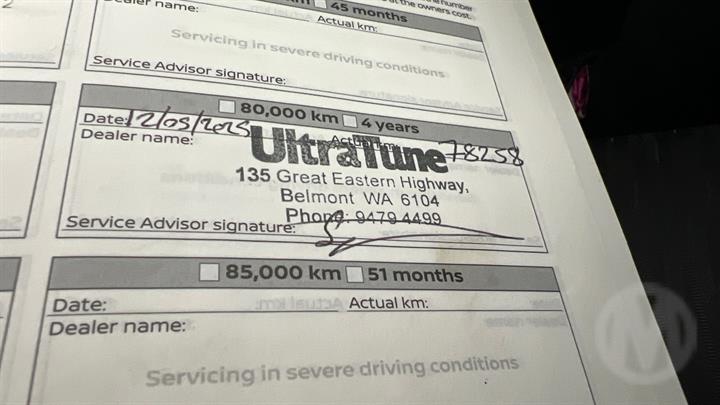 45 months
Actual km:
Servicing in severe driving conditions
Service Advisor signature:
80,000 km 4 years
Date: 12/05/2025 Actual km: 78258
Dealer name: UltraTune
135 Great Eastern Highway,
Belmont WA 6104
Phone: 9479 4499
Service Advisor signature:
85,000 km 51 months
Date: Actual km:
Dealer name:
Servicing in severe driving conditions
M